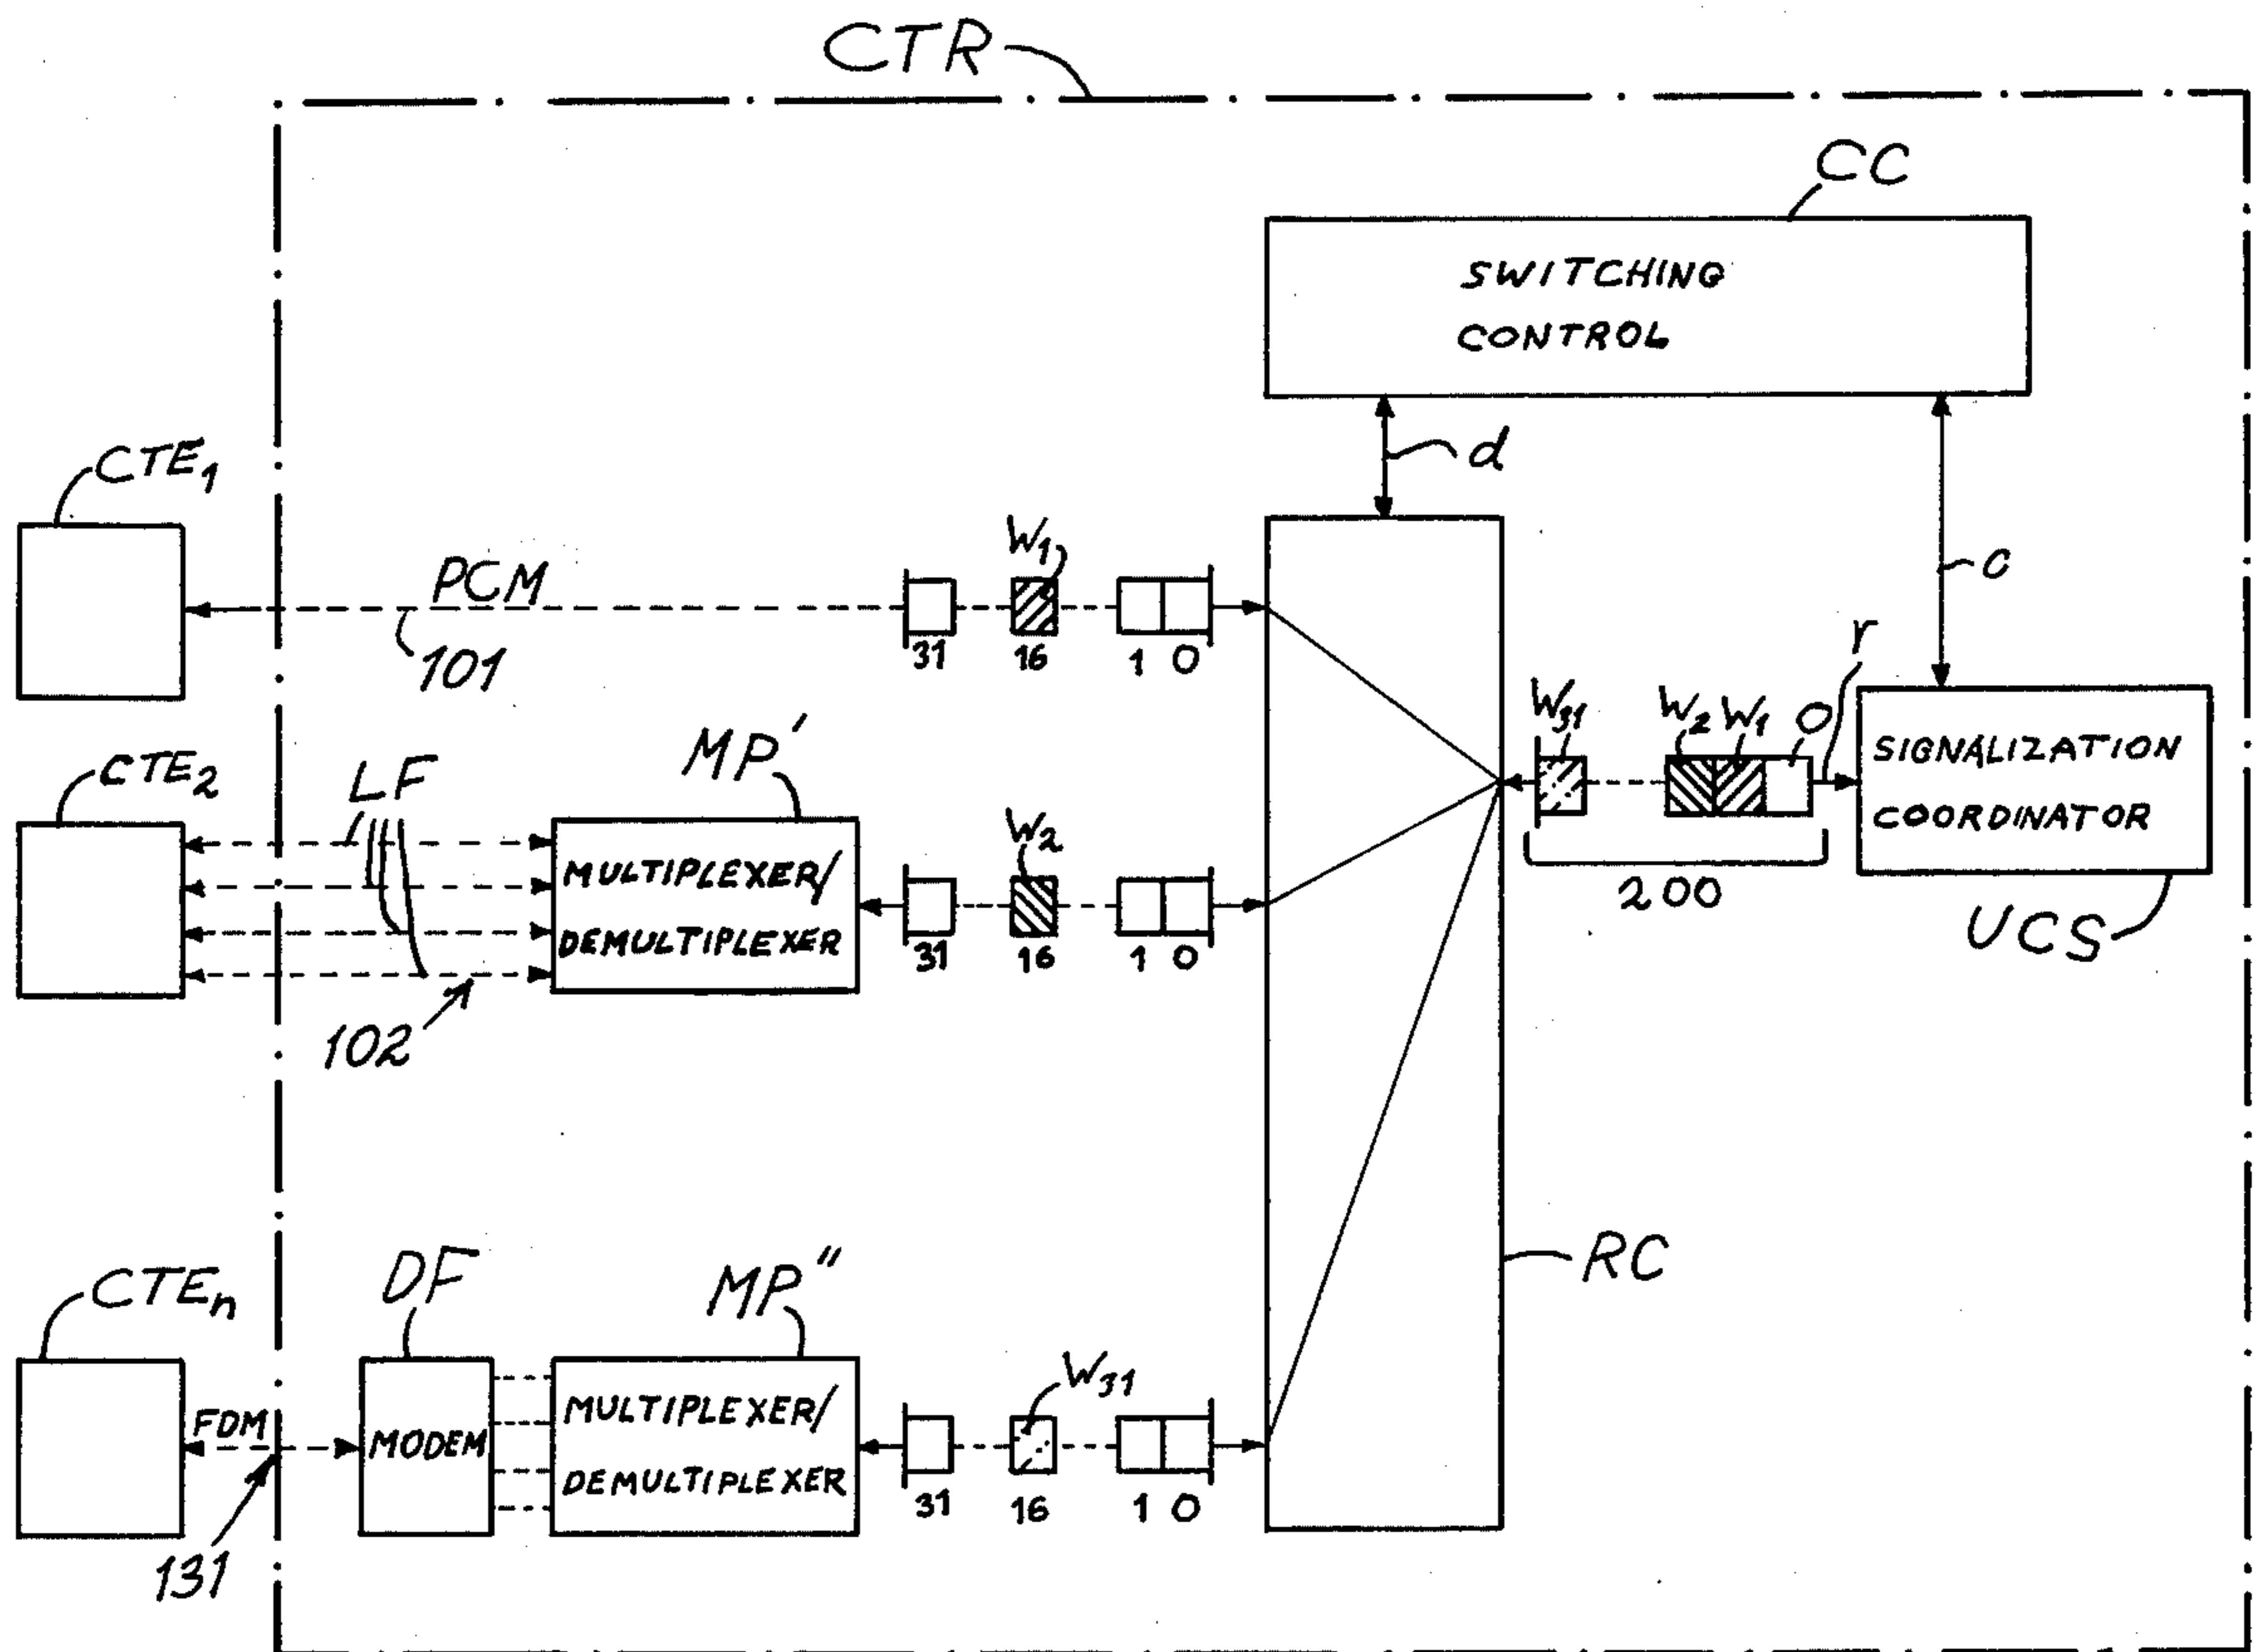 CTR
CC
SWITCHING
CONTROL
d
c
CTE1
PCM
101
W1
31 16 1 0
CTE2
LF
MP'
MULTIPLEXER/
DEMULTIPLEXER
102
W2
31 16 1 0
W31 W2 W1 0 r
200
SIGNALIZATION
COORDINATOR
UCS
RC
CTEn
FDM
131
DF
MODEM
MP"
MULTIPLEXER/
DEMULTIPLEXER
W31
31 16 1 0